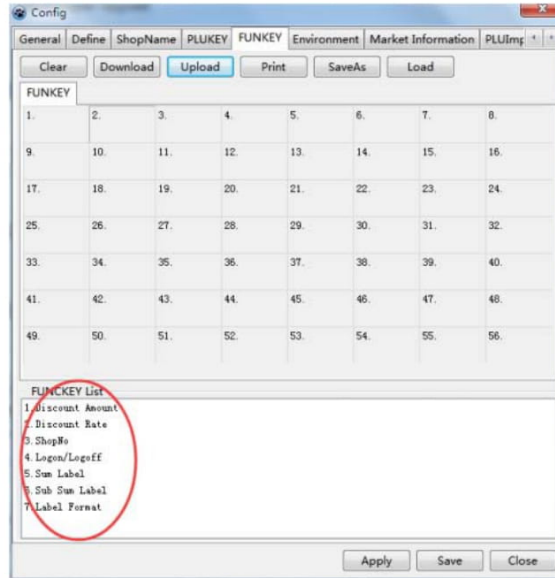 Config
General Define ShopName PLUKEY FUNKEY Environment Market Information PLUImp
Clear Download Upload Print SaveAs Load
FUNKEY
1. 2. 3. 4. 5. 6. 7. 8.
9. 10. 11. 12. 13. 14. 15. 16.
17. 18. 19. 20. 21. 22. 23. 24.
25. 26. 27. 28. 29. 30. 31. 32.
33. 34. 35. 36. 37. 38. 39. 40.
41. 42. 43. 44. 45. 46. 47. 48.
49. 50. 51. 52. 53. 54. 55. 56.
FUNCKEY List
1.Discount Amount
2.Discount Rate
3.ShopNo
4.Logon/Logoff
5.Sum Label
6.Sub Sum Label
7.Label Format
Apply Save Close